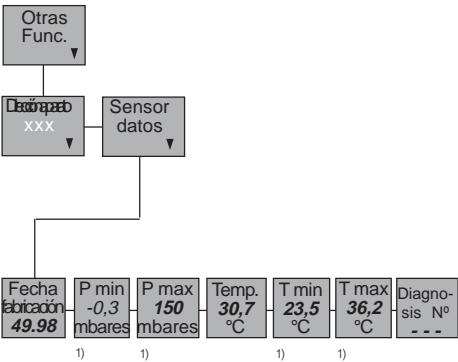 Otras
Func.
xxx
Sensor
datos
Fecha
fabricación
49.98
P min
-0,3
mbares
P max
150
mbares
Temp.
30,7
°C
T min
23,5
°C
T max
36,2
°C
Diagno-
sis Nº
- - -
1)
1)
1)
1)